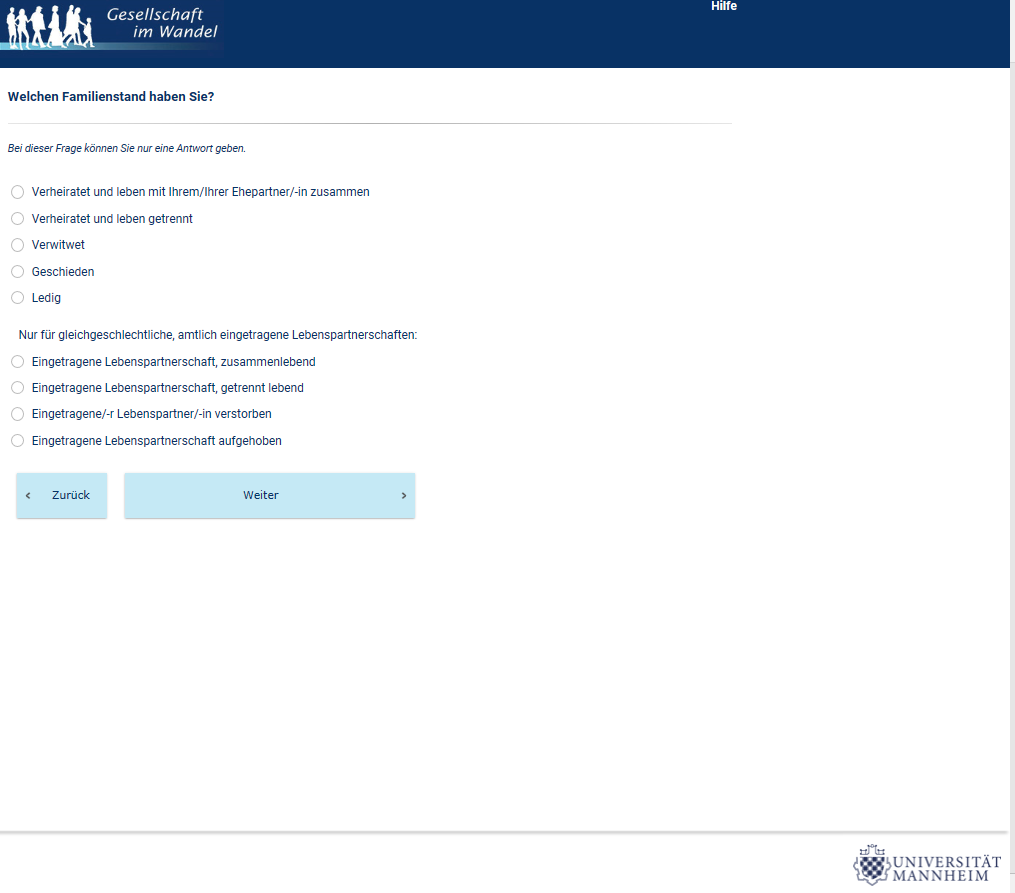 Gesellschaft
im Wandel
Hilfe
Welchen Familienstand haben Sie?
Bei dieser Frage können Sie nur eine Antwort geben.
Verheiratet und leben mit Ihrem/Ihrer Ehepartner/-in zusammen
Verheiratet und leben getrennt
Verwitwet
Geschieden
Ledig
Nur für gleichgeschlechtliche, amtlich eingetragene Lebenspartnerschaften:
Eingetragene Lebenspartnerschaft, zusammenlebend
Eingetragene Lebenspartnerschaft, getrennt lebend
Eingetragene/-r Lebenspartner/-in verstorben
Eingetragene Lebenspartnerschaft aufgehoben
‹ Zurück
Weiter ›
UNIVERSITÄT
MANNHEIM